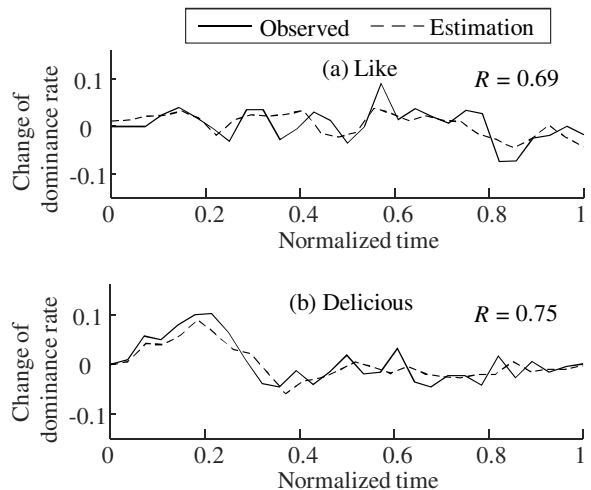 Observed Estimation
(a) Like
R = 0.69
Change of
dominance rate
0.1
0
-0.1
0 0.2 0.4 0.6 0.8 1
Normalized time
(b) Delicious
R = 0.75
Change of
dominance rate
0.1
0
-0.1
0 0.2 0.4 0.6 0.8 1
Normalized time